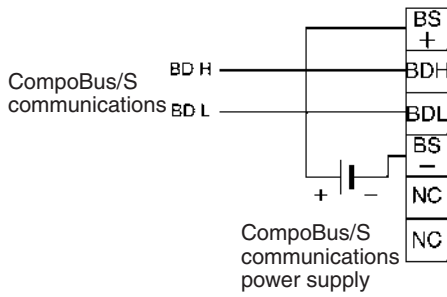 BS
+
BD H
BDH
CompoBus/S
communications
BD L
BDL
BS
−
+ −
NC
CompoBus/S
communications
power supply
NC